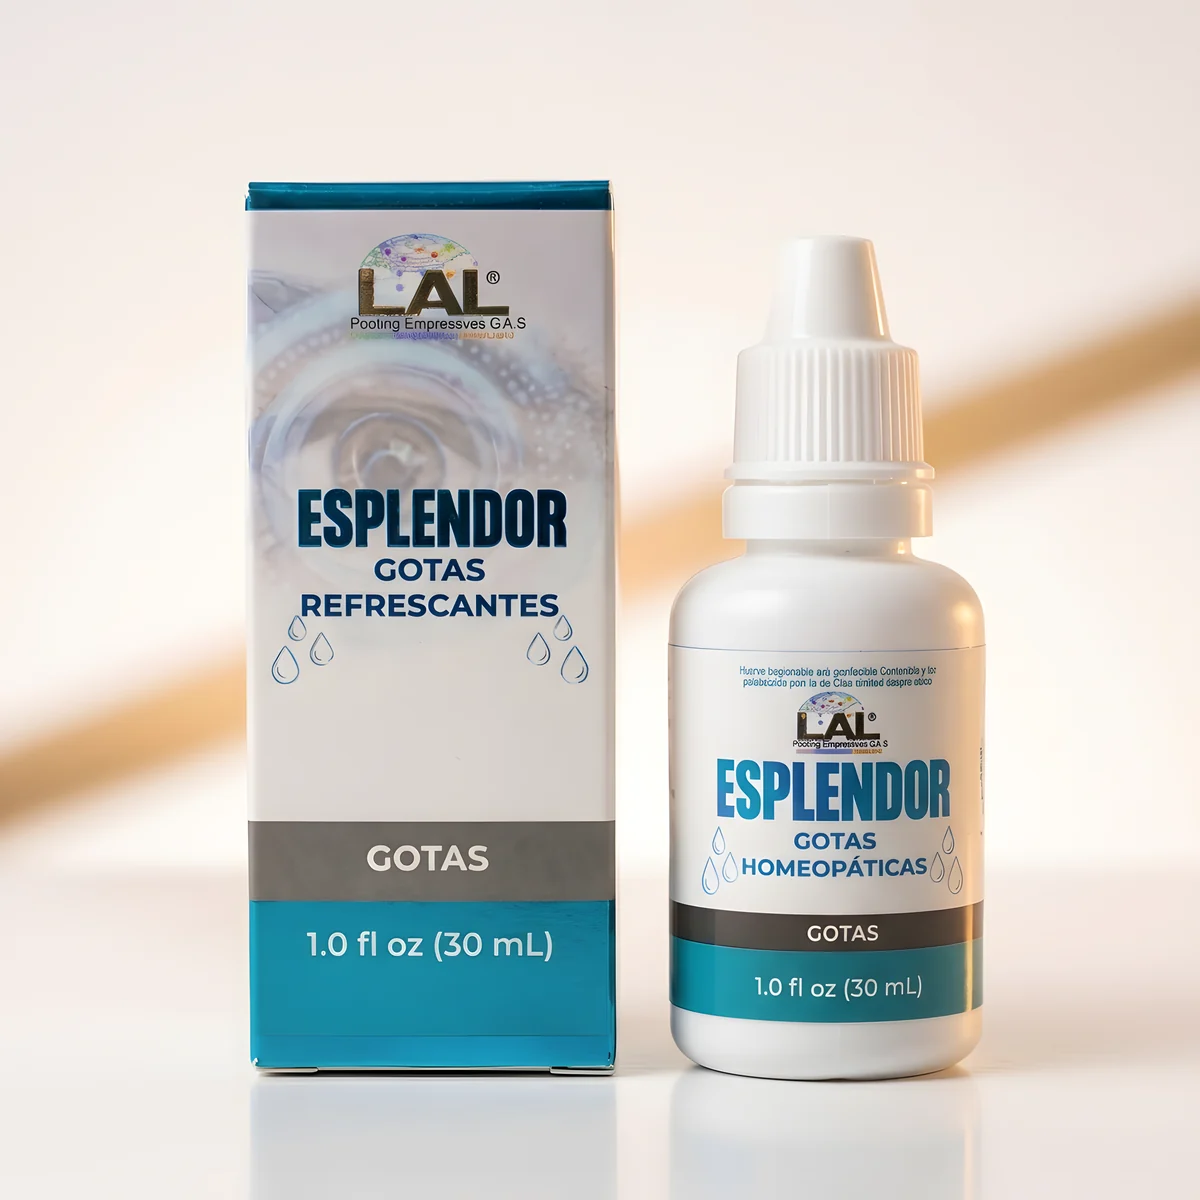 LAL®
Pooting Empressves G.A.S
ESPLENDOR
GOTAS
REFRESCANTES
GOTAS
1.0 fl oz (30 mL)
LAL®
Pooting Empressves G.A.S
ESPLENDOR
GOTAS
HOMEOPÁTICAS
GOTAS
1.0 fl oz (30 mL)